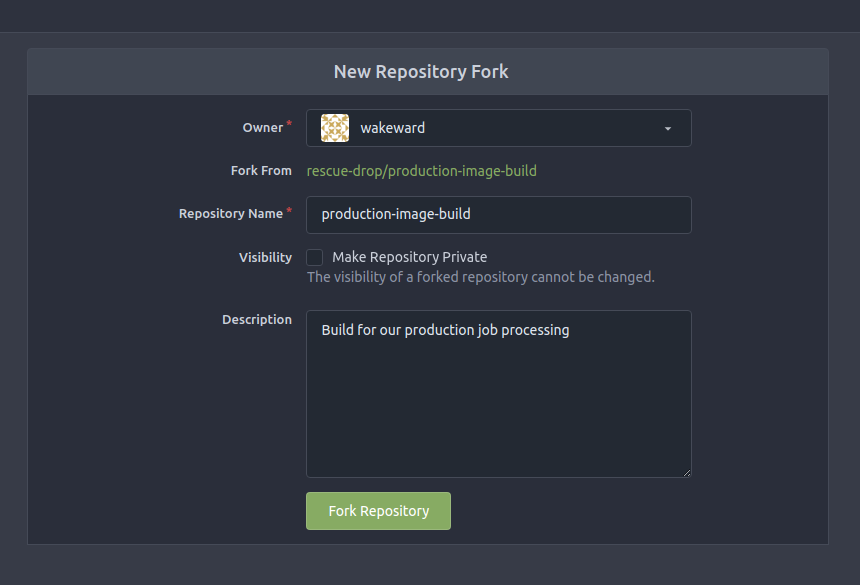 New Repository Fork
Owner *
wakeward
Fork From
rescue-drop/production-image-build
Repository Name *
production-image-build
Visibility
Make Repository Private
The visibility of a forked repository cannot be changed.
Description
Build for our production job processing
Fork Repository